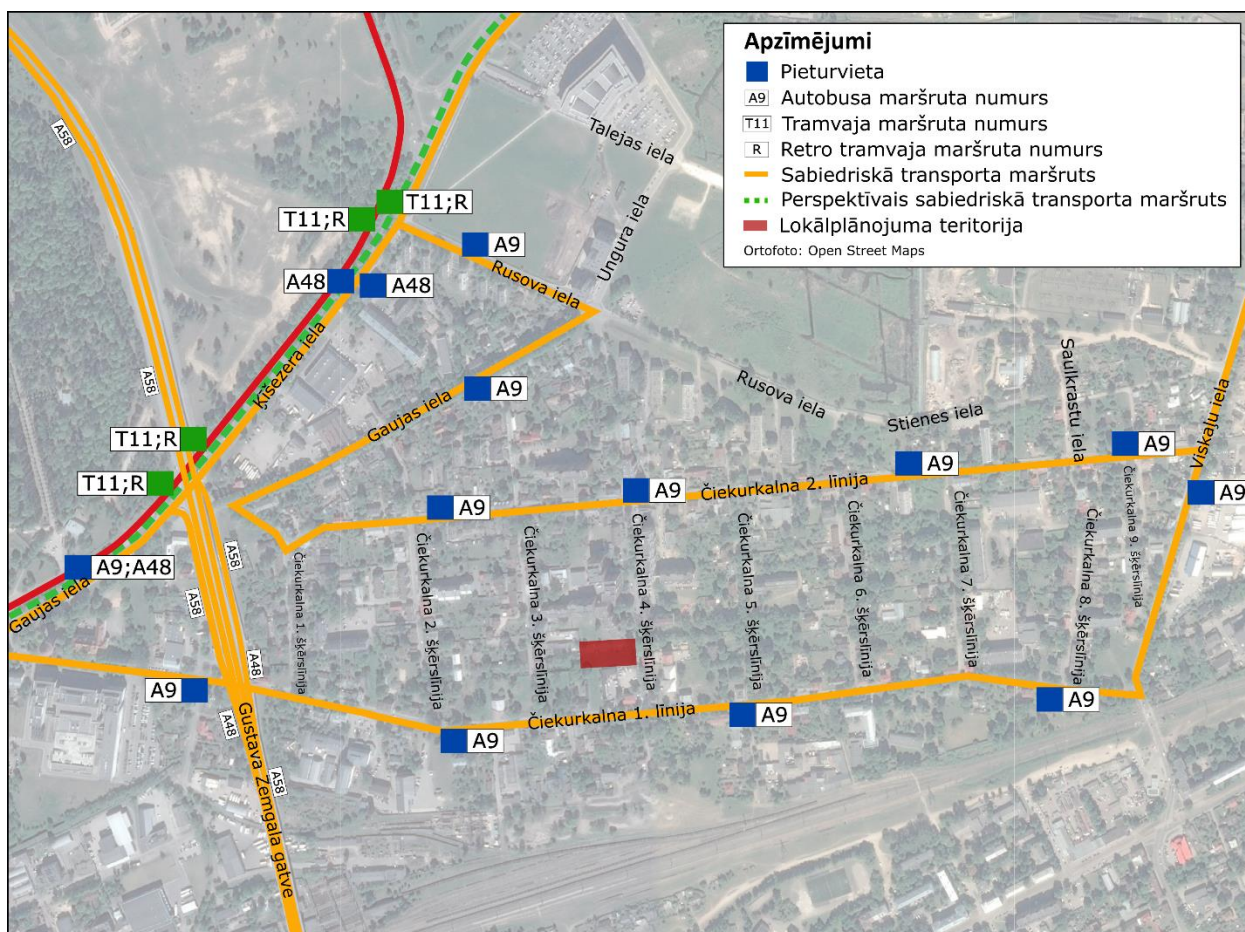 Apzīmējumi
Pieturvieta
A9 Autobusa maršruta numurs
T11 Tramvaja maršruta numurs
R Retro tramvaja maršruta numurs
Sabiedriskā transporta maršruts
Perspektīvais sabiedriskā transporta maršruts
Lokālplānojuma teritorija
Ortofoto: Open Street Maps
A58
Talejas iela
T11;R
T11;R
A9
Ungura iela
Rusova iela
A48
A48
Ķīšezera iela
A58
A9
Gaujas iela
Rusova iela
Stienes iela
Saulkrastu iela
Viskaļu iela
T11;R
T11;R
A9
A9
A9
A9
A9
Čiekurkalna 2. līnija
A58
A9;A48
Gaujas iela
A58
Čiekurkalna 1. šķērslīnija
Čiekurkalna 2. šķērslīnija
Čiekurkalna 3. šķērslīnija
Čiekurkalna 4. šķērslīnija
Čiekurkalna 5. šķērslīnija
Čiekurkalna 6. šķērslīnija
Čiekurkalna 7. šķērslīnija
Čiekurkalna 8. šķērslīnija
Čiekurkalna 9. šķērslīnija
A48
A9
A48
Čiekurkalna 1. līnija
A9
A9
A9
A58
Gustava Zemgala gatve